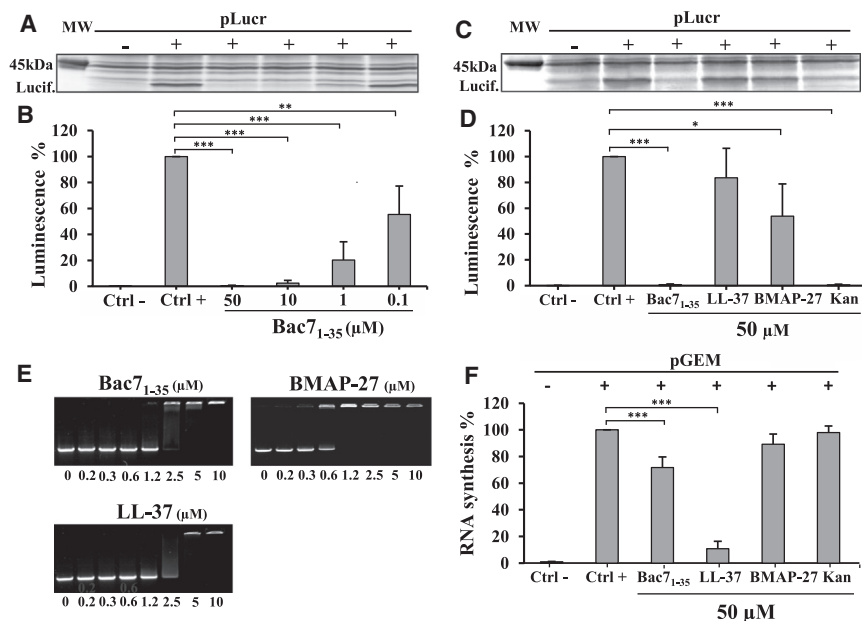 A
pLucr
MW - + + + + +
45kDa
Lucif.
B
** 
***
***
***
Luminescence %
120
100
80
60
40
20
0
Ctrl - Ctrl + 50 10 1 0.1
Bac7₁₋₃₅ (µM)
C
pLucr
MW - + + + + +
45kDa
Lucif.
D
***
*
***
Luminescence %
120
100
80
60
40
20
0
Ctrl - Ctrl + Bac7₁₋₃₅ LL-37 BMAP-27 Kan
50 µM
E
Bac7₁₋₃₅ (µM)
0 0.2 0.3 0.6 1.2 2.5 5 10
BMAP-27 (µM)
0 0.2 0.3 0.6 1.2 2.5 5 10
LL-37 (µM)
0.2 0.6
0 0.2 0.3 0.6 1.2 2.5 5 10
F
pGEM
- + + + + +
***
***
RNA synthesis %
120
100
80
60
40
20
0
Ctrl - Ctrl + Bac7₁₋₃₅ LL-37 BMAP-27 Kan
50 µM